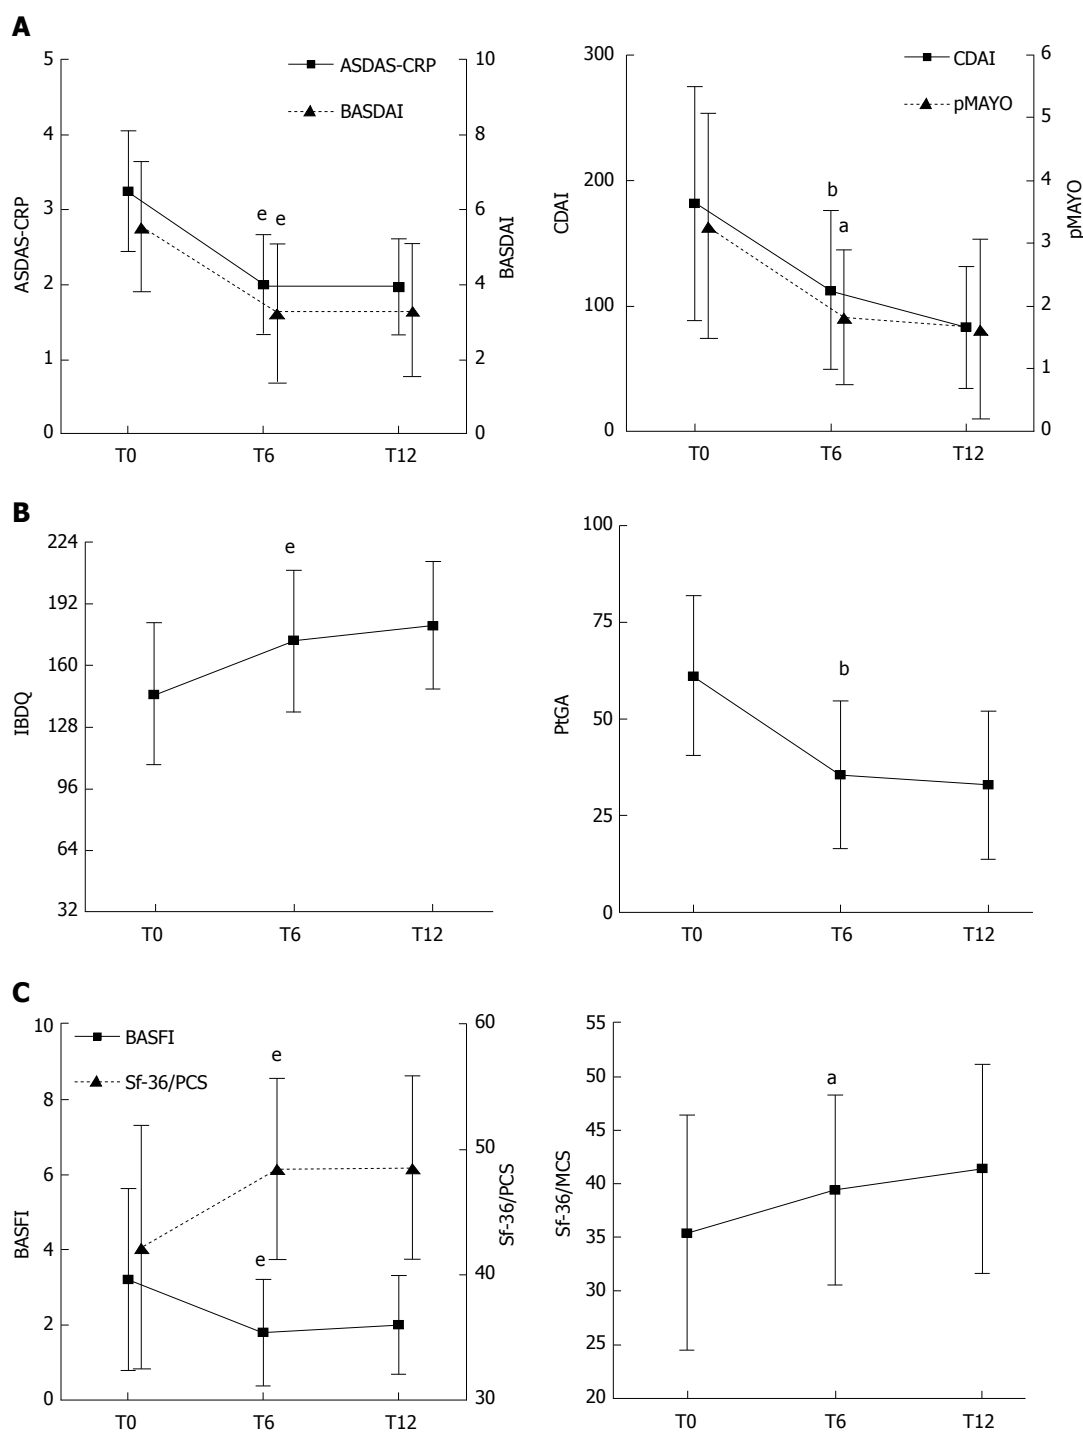 A
5
4
3
2
1
0
ASDAS-CRP
ASDAS-CRP
BASDAI
e
e
10
8
6
4
2
0
BASDAI
T0
T6
T12
300
200
100
0
CDAI
CDAI
pMAYO
b
a
6
5
4
3
2
1
0
pMAYO
T0
T6
T12
B
224
192
160
128
96
64
32
IBDQ
e
T0
T6
T12
100
75
50
25
0
PtGA
b
T0
T6
T12
C
10
8
6
4
2
0
BASFI
BASFI
Sf-36/PCS
e
e
60
50
40
30
Sf-36/PCS
T0
T6
T12
55
50
45
40
35
30
25
20
Sf-36/MCS
a
T0
T6
T12